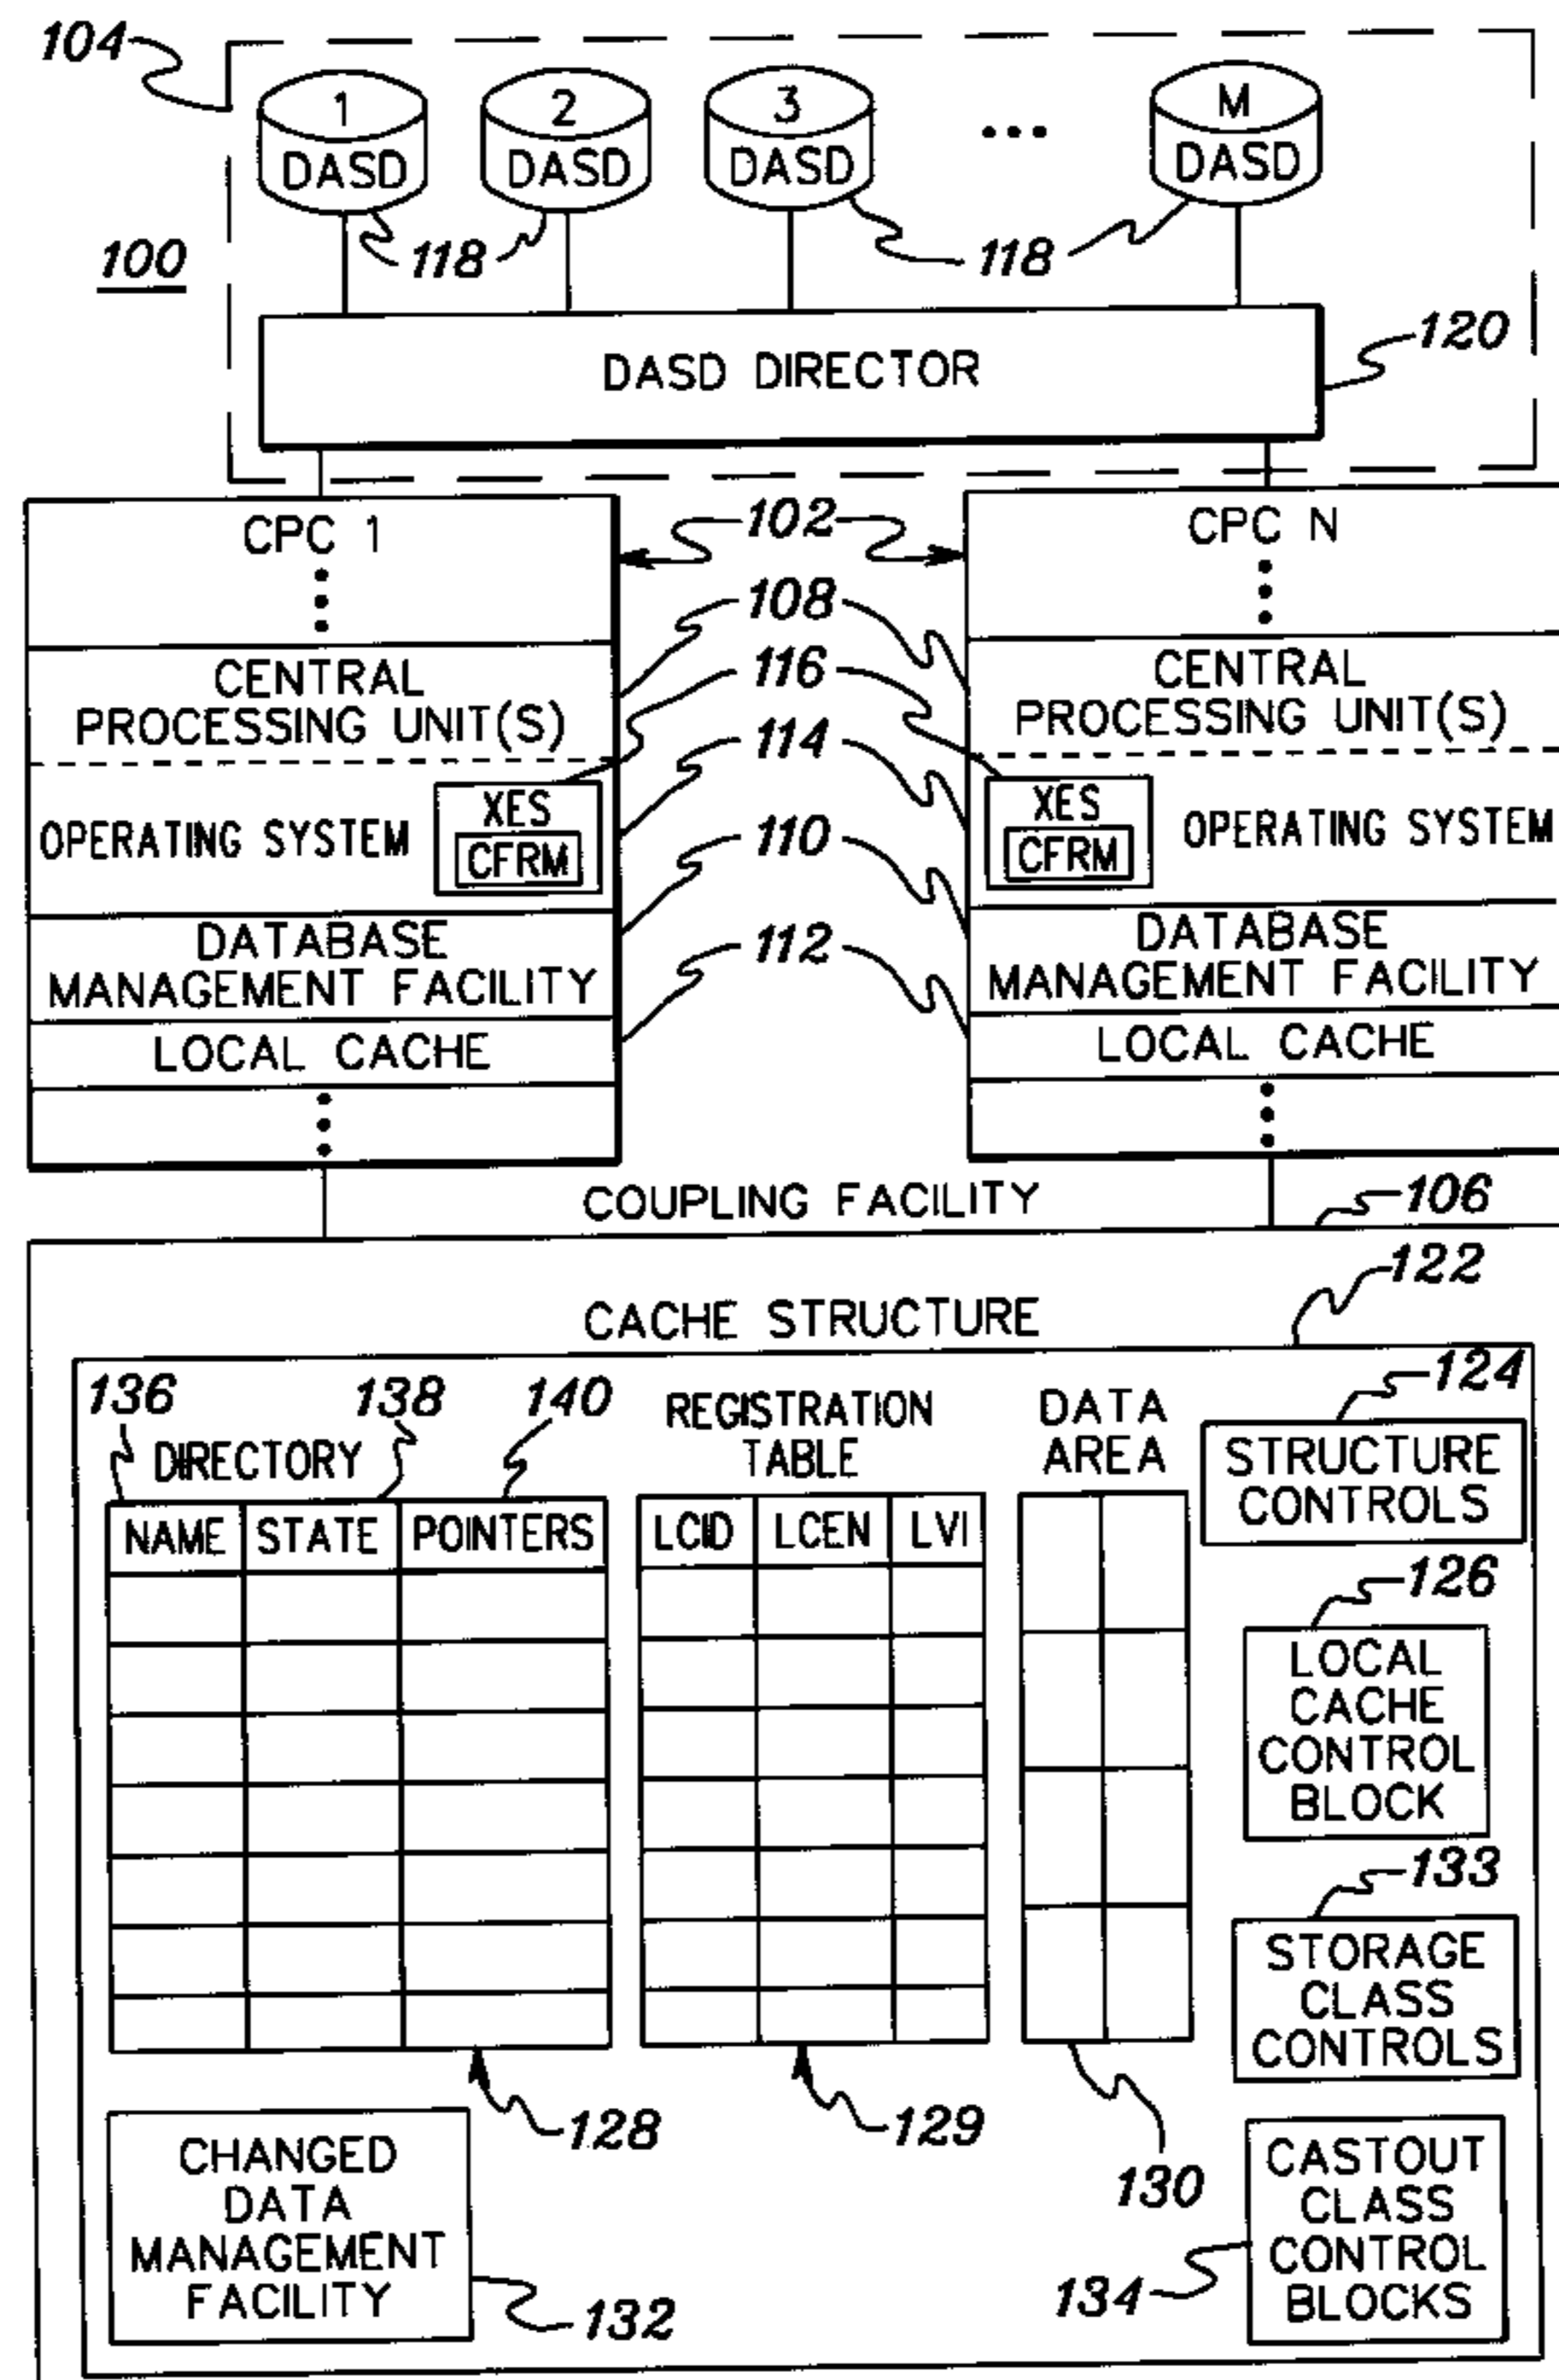 104
1 2 3 M
DASD DASD DASD ... DASD
100
118 118
DASD DIRECTOR
120
CPC 1
102
CPC N
108
CENTRAL
PROCESSING UNIT(S)
116
CENTRAL
PROCESSING UNIT(S)
114
OPERATING SYSTEM
XES
CFRM
XES
CFRM
OPERATING SYSTEM
110
DATABASE
MANAGEMENT FACILITY
112
DATABASE
MANAGEMENT FACILITY
LOCAL CACHE
LOCAL CACHE
COUPLING FACILITY
106
122
CACHE STRUCTURE
136
138
140
DIRECTORY
REGISTRATION
TABLE
DATA
AREA
124
STRUCTURE
CONTROLS
NAME STATE POINTERS
LCID LCEN LVI
126
LOCAL
CACHE
CONTROL
BLOCK
133
STORAGE
CLASS
CONTROLS
128
129
130
CHANGED
DATA
MANAGEMENT
FACILITY
132
CASTOUT
CLASS
CONTROL
BLOCKS
134